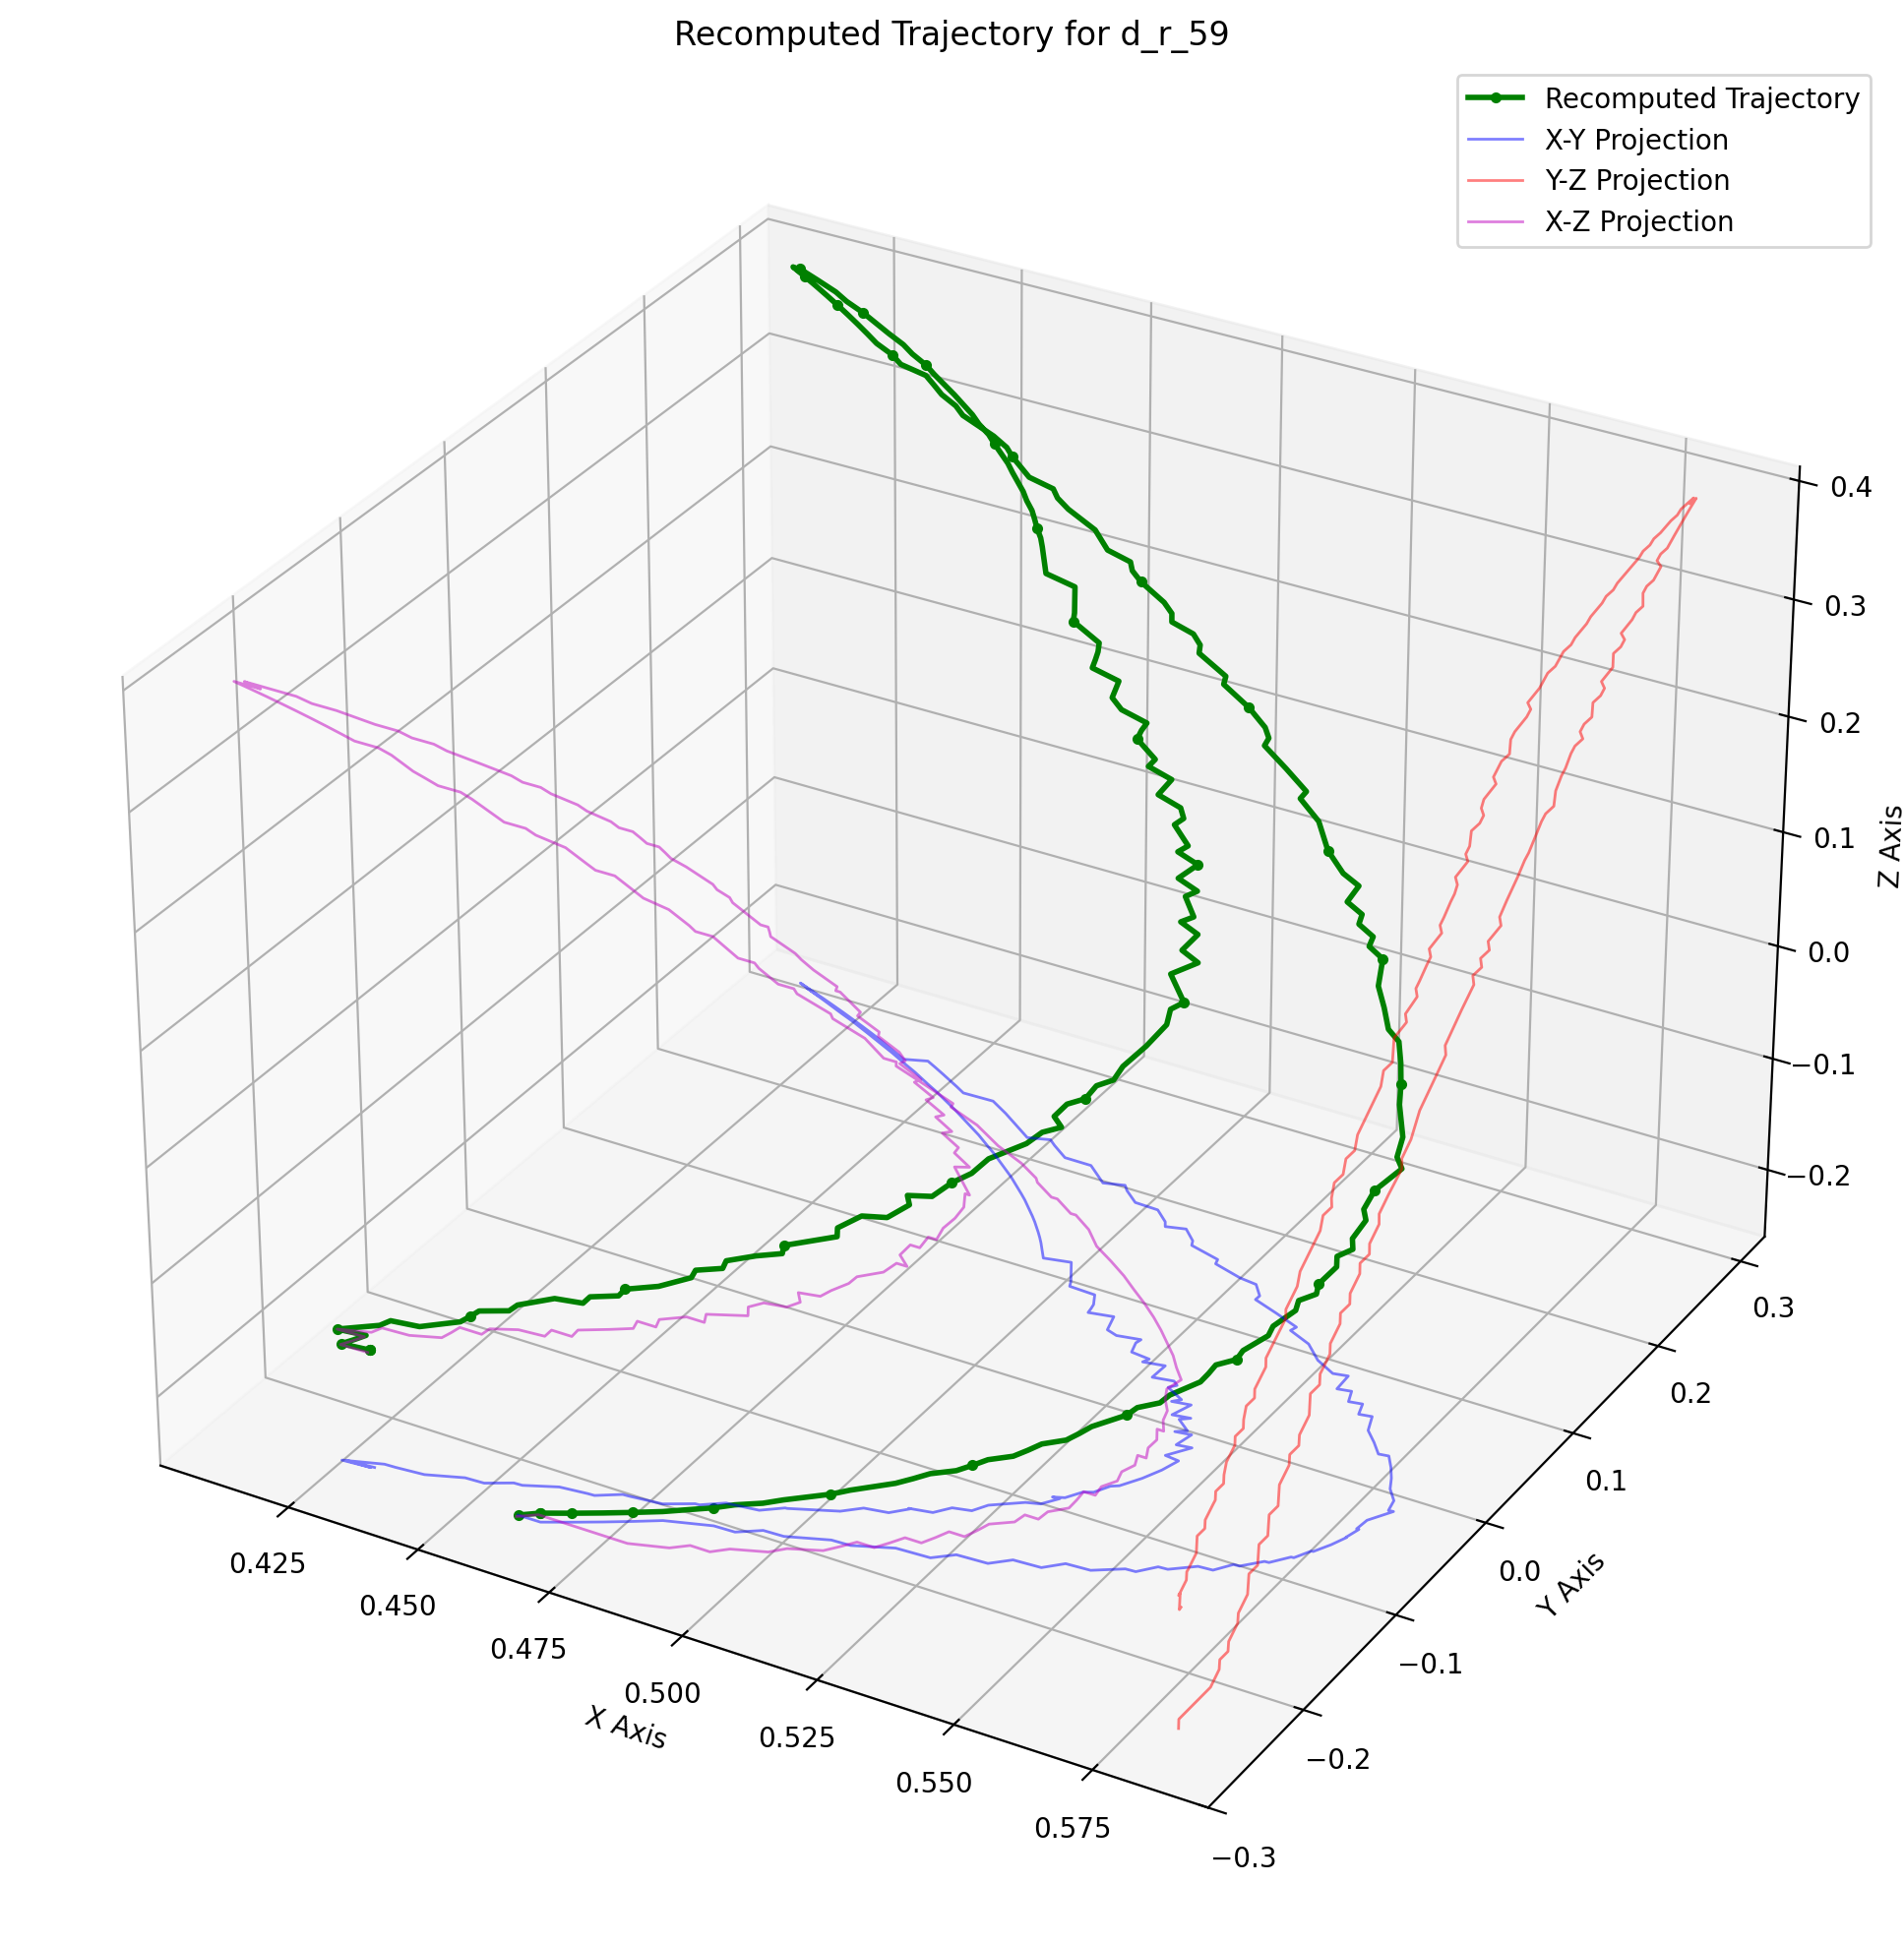 Recomputed Trajectory for d_r_59
Recomputed Trajectory
X-Y Projection
Y-Z Projection
X-Z Projection
0.4
0.3
0.2
0.1
0.0
−0.1
−0.2
Z Axis
0.3
0.2
0.1
0.0
−0.1
−0.2
−0.3
Y Axis
0.425
0.450
0.475
0.500
0.525
0.550
0.575
X Axis